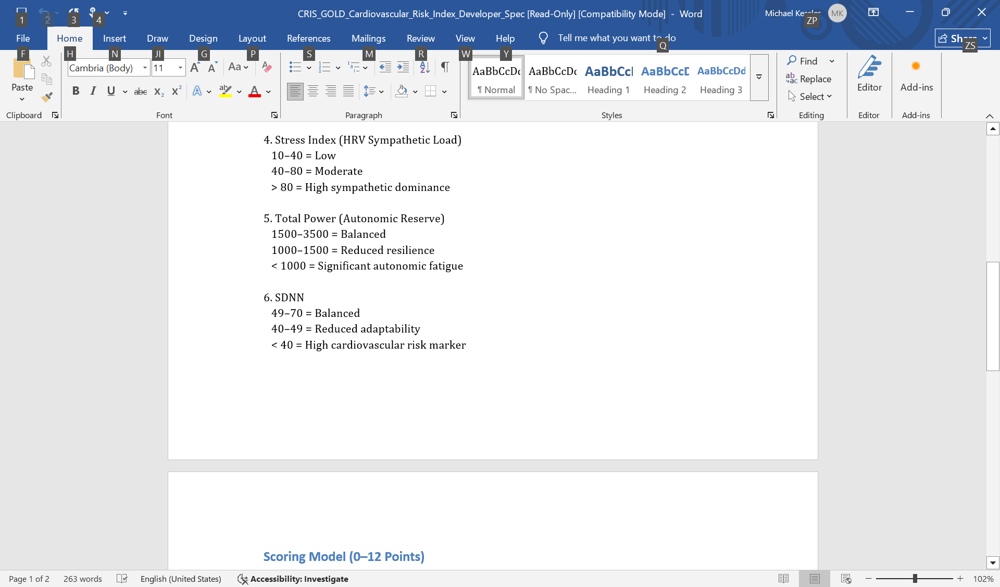 CRIS_GOLD_Cardiovascular_Risk_Index_Developer_Spec [Read-Only] [Compatibility Mode] - Word
Michael Kessler
MK
1
2
3
4
ZP
File
Home
Insert
Draw
Design
Layout
References
Mailings
Review
View
Help
Tell me what you want to do
Share
F
H
N
JI
G
P
S
M
R
W
Y
Q
ZS
Paste
Clipboard
Cambria (Body)
11
Aa
B I U abc X₂ X²
Font
Paragraph
AaBbCcDc
¶ Normal
AaBbCcDc
¶ No Spac...
AaBbCcI
Heading 1
AaBbCcD
Heading 2
AaBbCcDd
Heading 3
Styles
Find
Replace
Select
Editing
Editor
Editor
Add-ins
Add-ins
4. Stress Index (HRV Sympathetic Load)
10–40 = Low
40–80 = Moderate
> 80 = High sympathetic dominance
5. Total Power (Autonomic Reserve)
1500–3500 = Balanced
1000–1500 = Reduced resilience
< 1000 = Significant autonomic fatigue
6. SDNN
49–70 = Balanced
40–49 = Reduced adaptability
< 40 = High cardiovascular risk marker
Scoring Model (0–12 Points)
Page 1 of 2
263 words
English (United States)
Accessibility: Investigate
102%